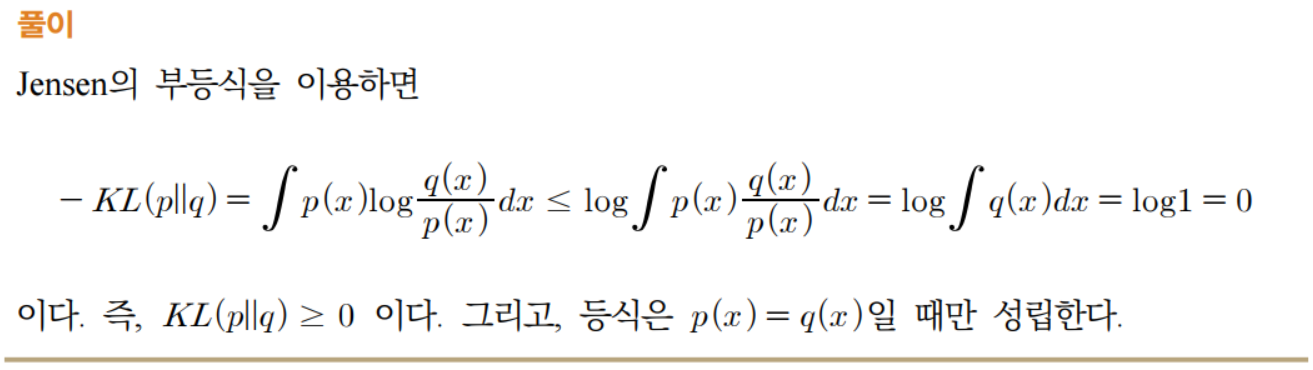 풀이
Jensen의 부등식을 이용하면
− KL(p||q) = ∫ p(x)log q(x)/p(x) dx ≤ log ∫ p(x) q(x)/p(x) dx = log ∫ q(x)dx = log1 = 0
이다. 즉, KL(p||q) ≥ 0 이다. 그리고, 등식은 p(x) = q(x)일 때만 성립한다.